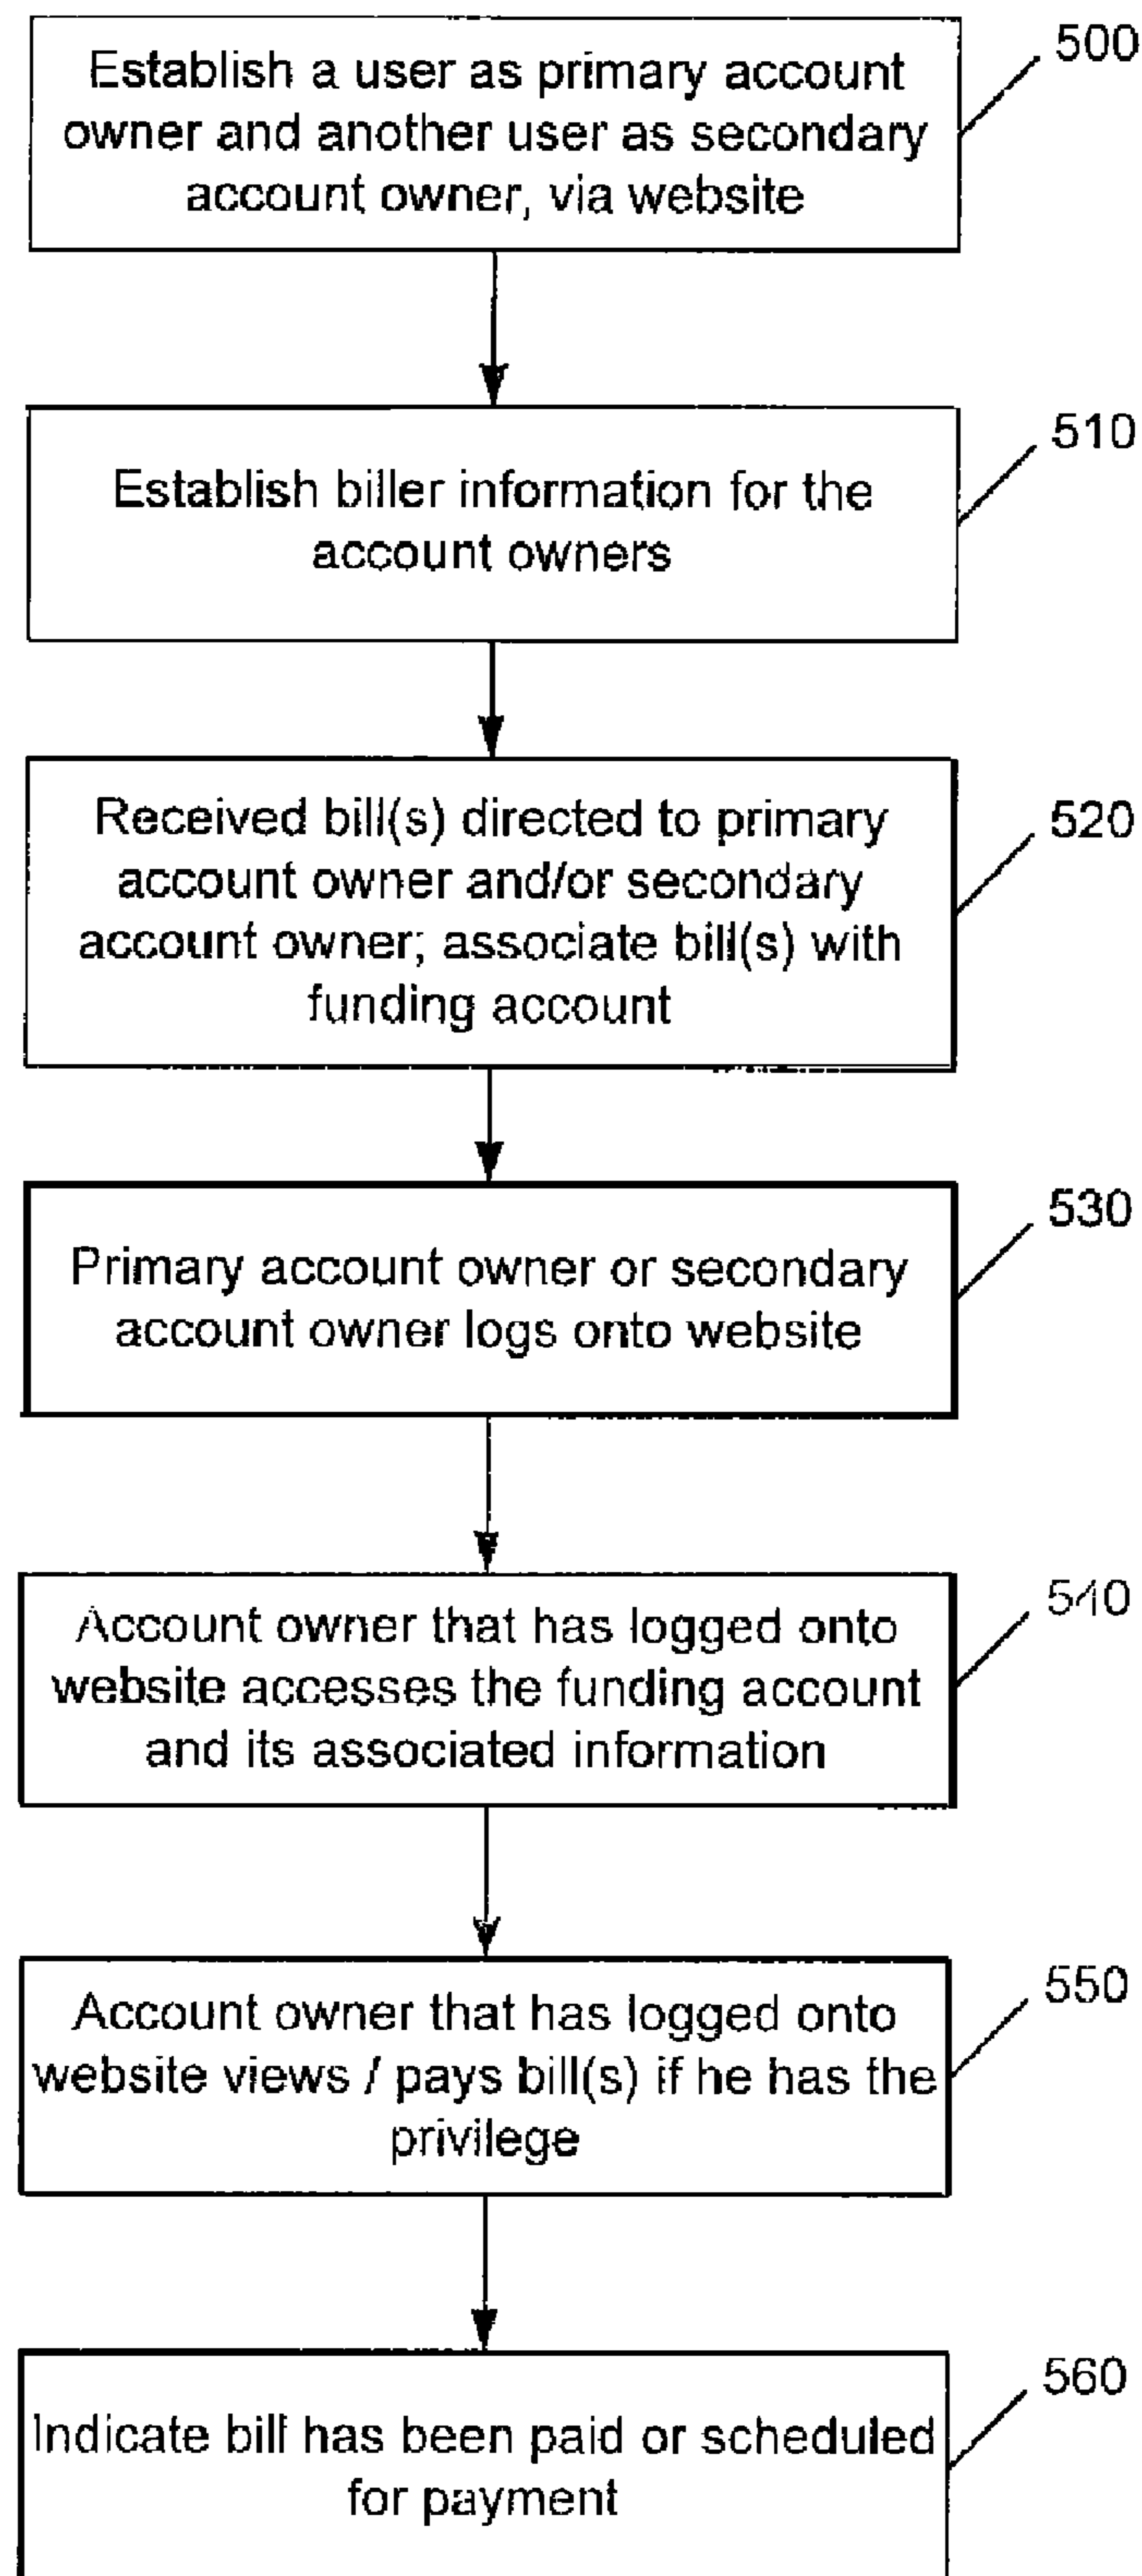 Establish a user as primary account
owner and another user as secondary
account owner, via website
500
Establish biller information for the
account owners
510
Received bill(s) directed to primary
account owner and/or secondary
account owner; associate bill(s) with
funding account
520
Primary account owner or secondary
account owner logs onto website
530
Account owner that has logged onto
website accesses the funding account
and its associated information
540
Account owner that has logged onto
website views / pays bill(s) if he has the
privilege
550
Indicate bill has been paid or scheduled
for payment
560